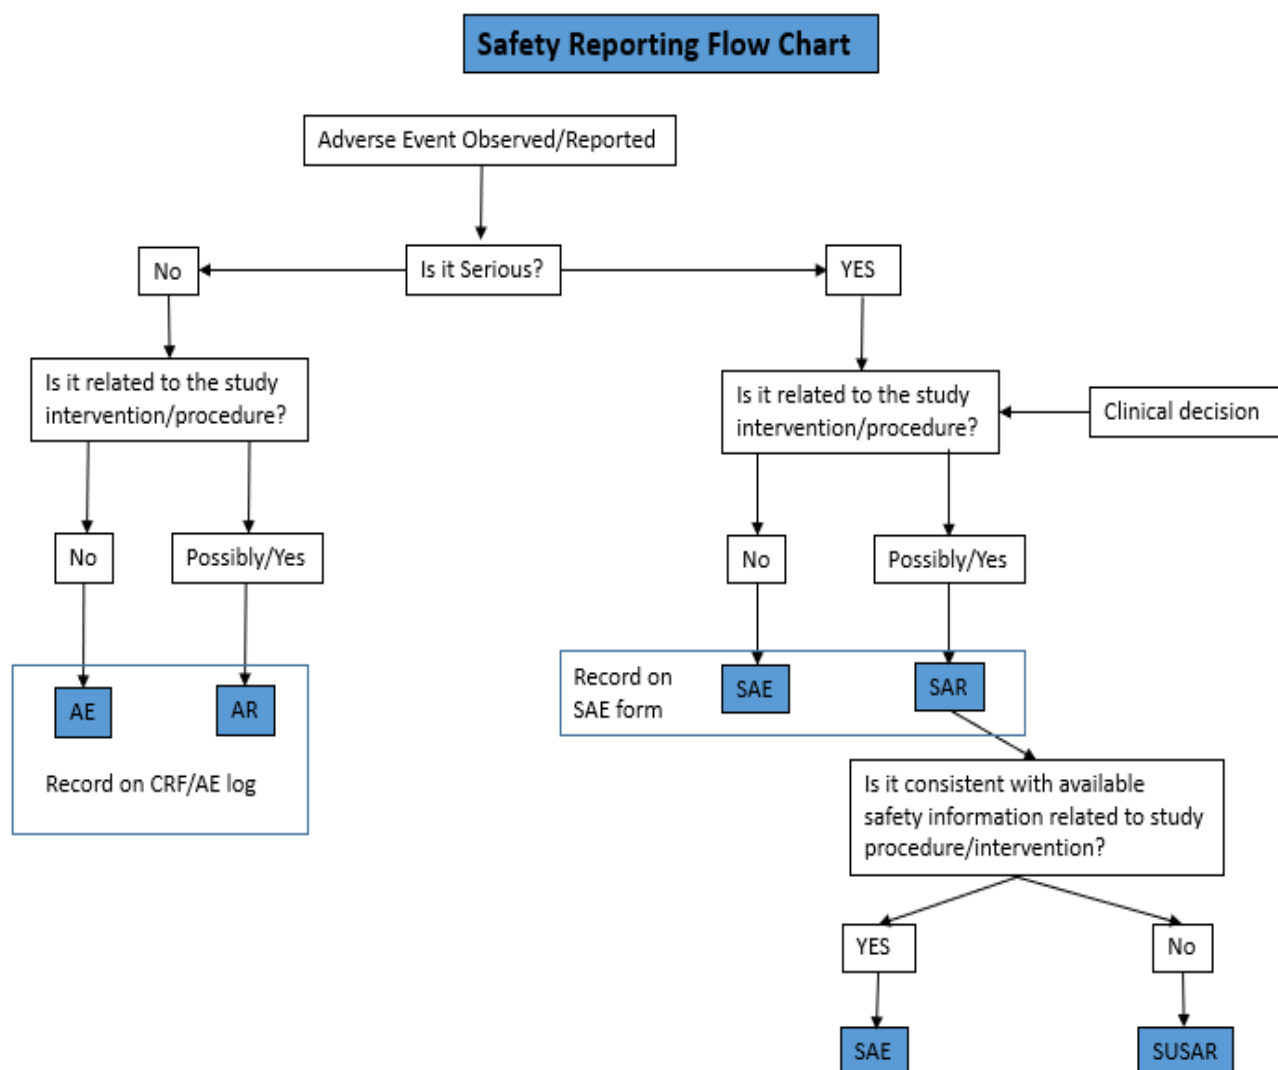 Safety Reporting Flow Chart
Adverse Event Observed/Reported
No
Is it Serious?
YES
Is it related to the study
intervention/procedure?
Is it related to the study
intervention/procedure?
Clinical decision
No
Possibly/Yes
No
Possibly/Yes
AE
AR
Record on CRF/AE log
Record on
SAE form
SAE
SAR
Is it consistent with available
safety information related to study
procedure/intervention?
YES
No
SAE
SUSAR